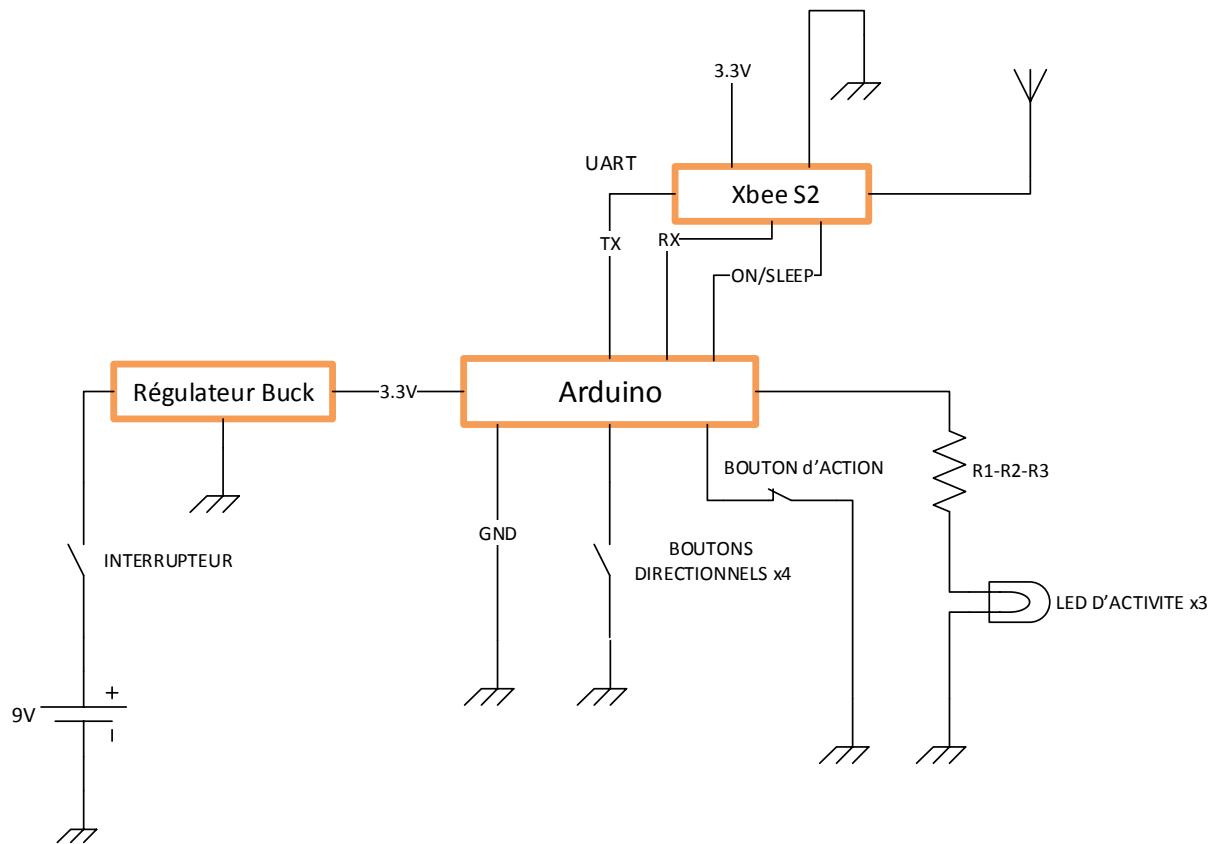 3.3V
UART
Xbee S2
TX
RX
ON/SLEEP
Régulateur Buck
3.3V
Arduino
BOUTON d’ACTION
R1-R2-R3
GND
INTERRUPTEUR
BOUTONS
DIRECTIONNELS x4
LED D’ACTIVITE x3
+
9V
–